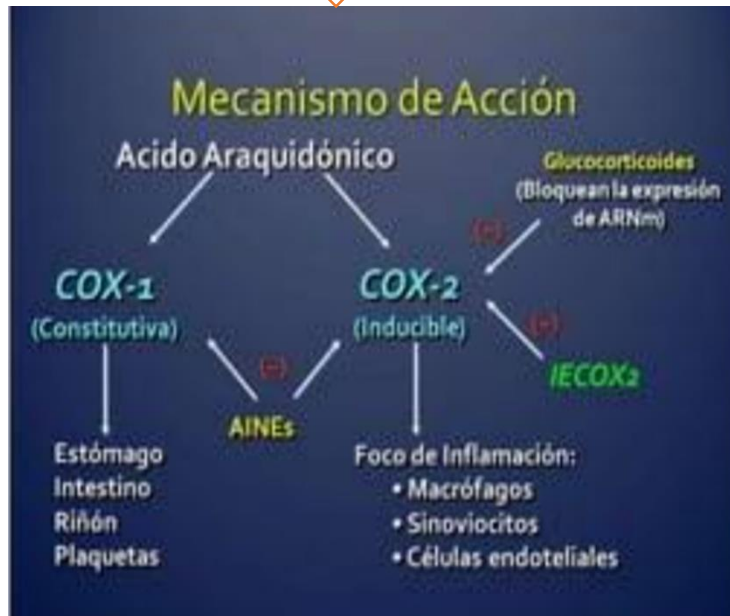 Mecanismo de Acción
Acido Araquidónico
Glucocorticoides
(Bloquean la expresión
de ARNm)
(-)
COX-1
(Constitutiva)
COX-2
(Inducible)
(-)
(-)
IECOX2
AINEs
Estómago
Intestino
Riñón
Plaquetas
Foco de Inflamación:
• Macrófagos
• Sinoviocitos
• Células endoteliales